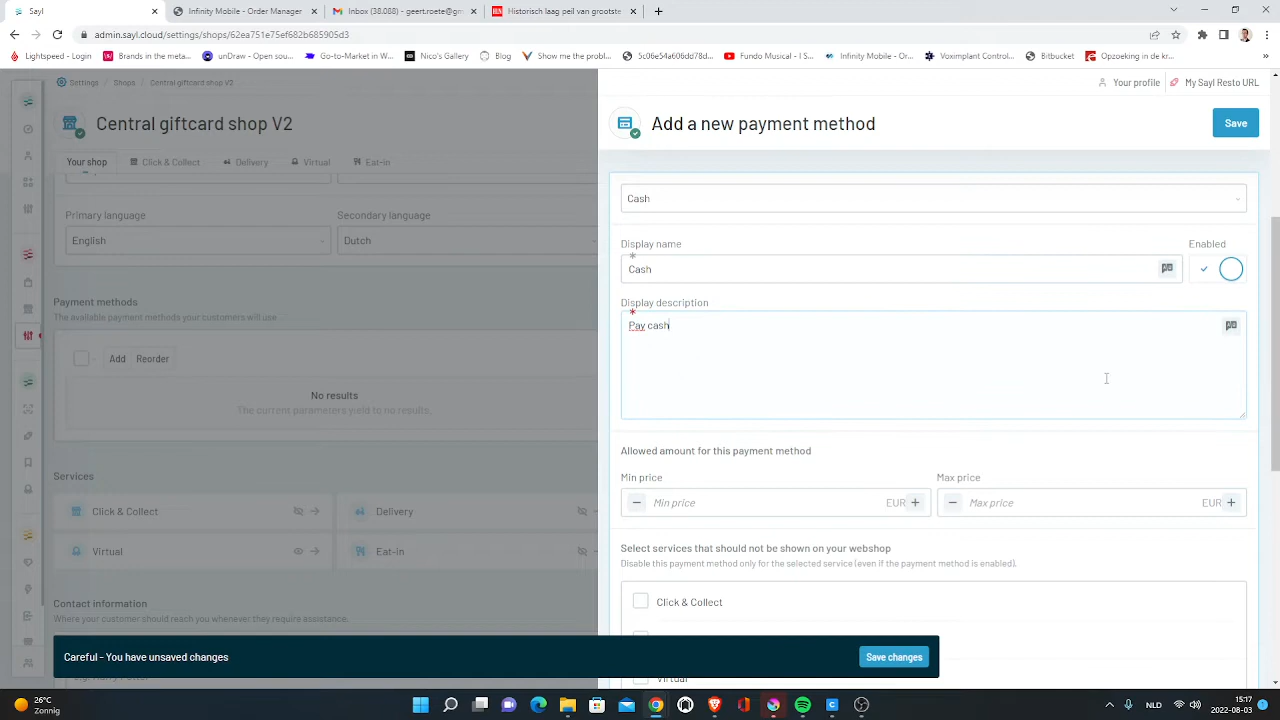 Sayl
Infinity Mobile - Order Manager
Inbox (38.088) - geert.roete@gm
Historisch laag peil van grootste
admin.sayl.cloud/settings/shops/62ea751e75ef682b685905d3
Lightspeed - Login
unDraw - Open sou...
Go-to-Market in We...
Nico's Gallery
Blog
Show me the probl...
5c06e54a606dd78d...
Fundo Musical - I S...
Infinity Mobile - Or...
Voximplant Control...
Bitbucket
Opzoeking in de kr...
Settings / Shops / Central giftcard shop V2
Your profile
My Sayl Resto URL
Central giftcard shop V2
Add a new payment method
Save
Your shop
Click & Collect
Delivery
Virtual
Eat-in
Cash
Primary language
Secondary language
English
Dutch
Display name
Enabled
*
Cash
Display description
*
Pay cash
Payment methods
The available payment methods your customers will use
Add
Reorder
No results
The current parameters yield to no results.
Allowed amount for this payment method
Min price
Max price
Min price
EUR
Max price
EUR
Services
Click & Collect
Delivery
Virtual
Eat-in
Select services that should not be shown on your webshop
Disable this payment method only for the selected service (even if the payment method is enabled).
Click & Collect
Contact information
Where your customer should reach you whenever they require assistance.
Careful - You have unsaved changes
Save changes
Virtual
26°C
Zonnig
NLD
15:17
2022-08-03